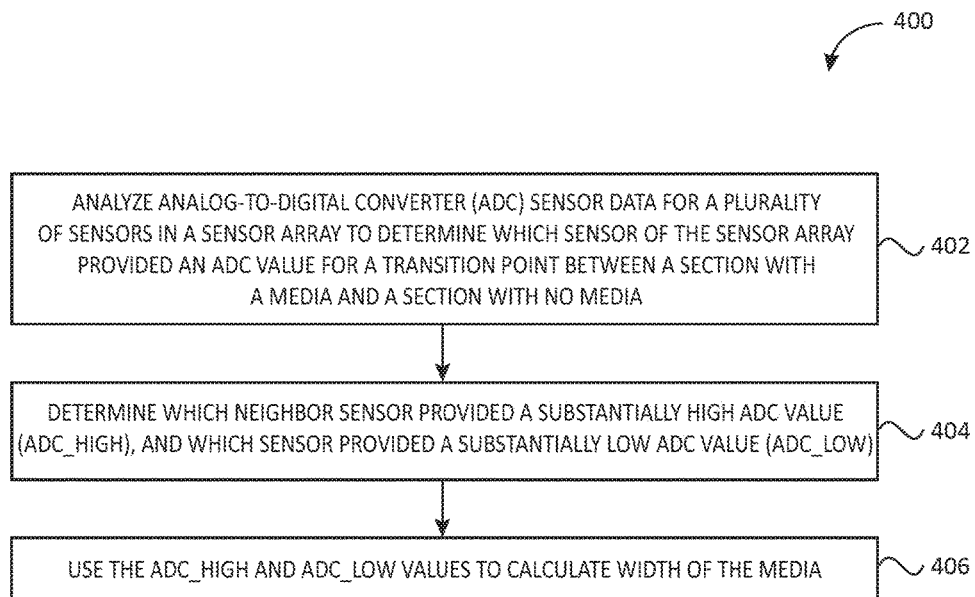 400
ANALYZE ANALOG-TO-DIGITAL CONVERTER (ADC) SENSOR DATA FOR A PLURALITY
OF SENSORS IN A SENSOR ARRAY TO DETERMINE WHICH SENSOR OF THE SENSOR ARRAY
PROVIDED AN ADC VALUE FOR A TRANSITION POINT BETWEEN A SECTION WITH
A MEDIA AND A SECTION WITH NO MEDIA
402
DETERMINE WHICH NEIGHBOR SENSOR PROVIDED A SUBSTANTIALLY HIGH ADC VALUE
(ADC_HIGH), AND WHICH SENSOR PROVIDED A SUBSTANTIALLY LOW ADC VALUE (ADC_LOW)
404
USE THE ADC_HIGH AND ADC_LOW VALUES TO CALCULATE WIDTH OF THE MEDIA
406